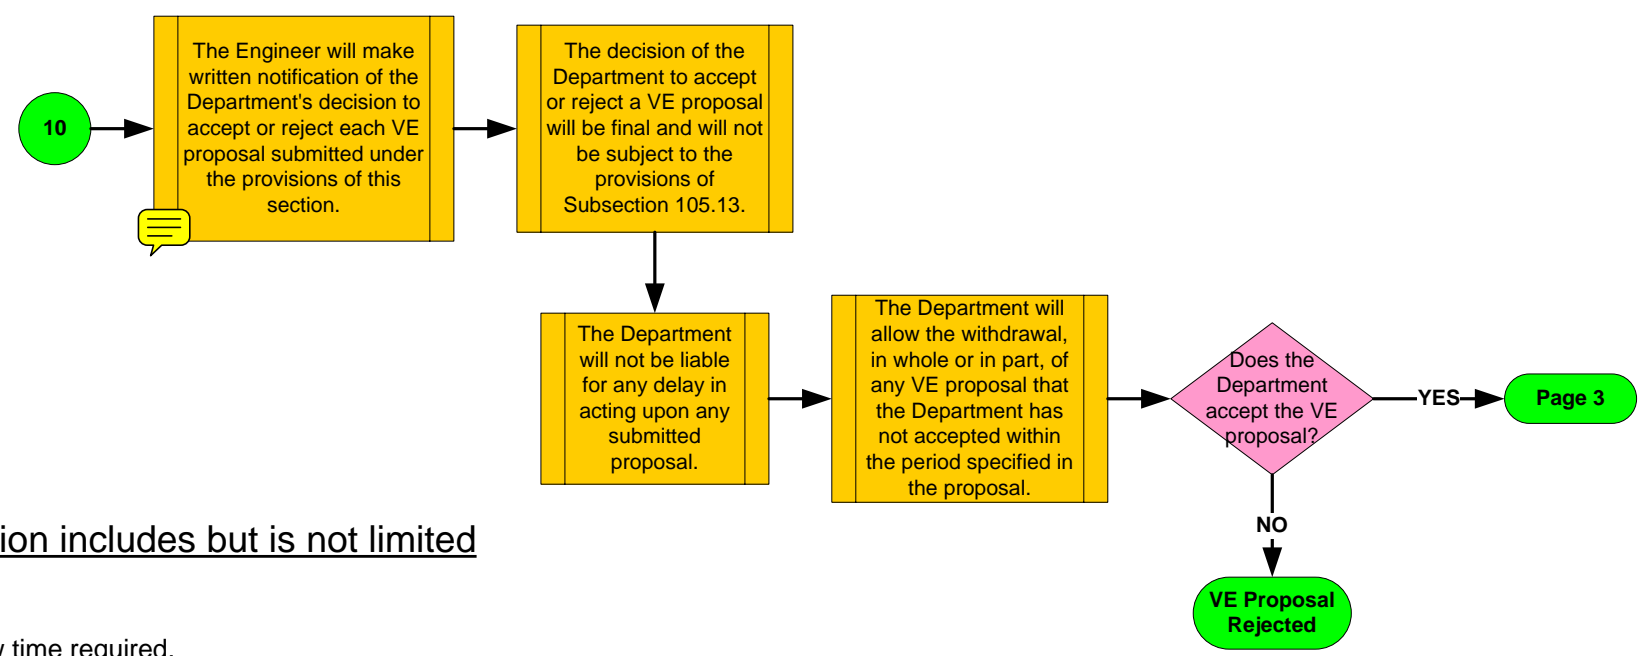 10
The Engineer will make
written notification of the
Department's decision to
accept or reject each VE
proposal submitted under
the provisions of this
section.
The decision of the
Department to accept
or reject a VE proposal
will be final and will not
be subject to the
provisions of
Subsection 105.13.
The Department
will not be liable
for any delay in
acting upon any
submitted
proposal.
The Department will
allow the withdrawal,
in whole or in part, of
any VE proposal that
the Department has
not accepted within
the period specified in
the proposal.
Does the
Department
accept the VE
proposal?
YES
Page 3
NO
VE Proposal
Rejected
includes but is not limited
time required.